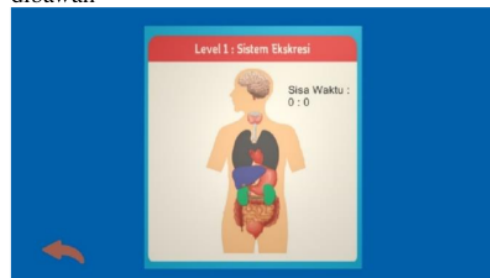 dibawah
Level 1 : Sistem Ekskresi
Sisa Waktu :
0 : 0